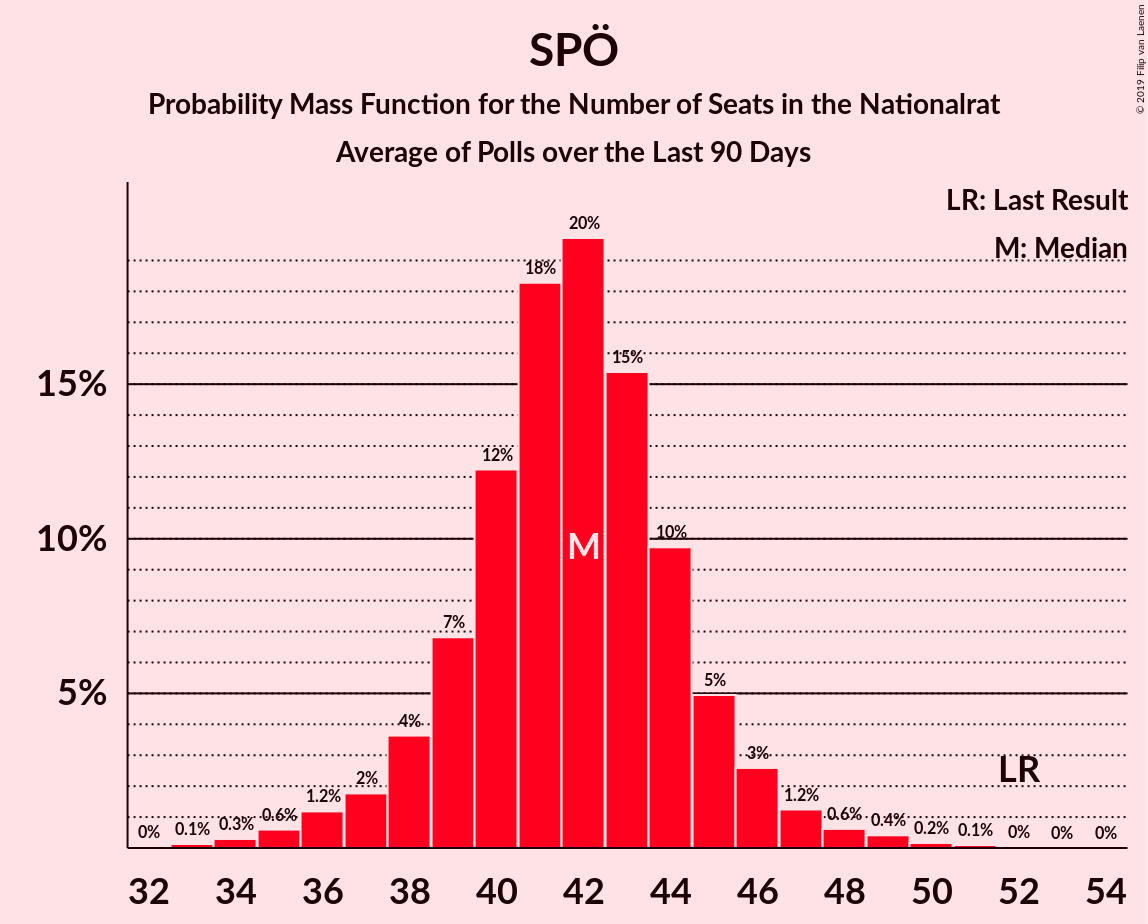 SPÖ
Probability Mass Function for the Number of Seats in the Nationalrat
Average of Polls over the Last 90 Days
© 2019 Filip van Laenen
LR: Last Result
M: Median
20%
18%
15%
15%
12%
10%
10%
M
7%
5%
5%
4%
3%
LR
2%
1.2%
1.2%
0%
0.1%
0.3%
0.6%
0.6%
0.4%
0.2%
0.1%
0%
0%
0%
32 34 36 38 40 42 44 46 48 50 52 54